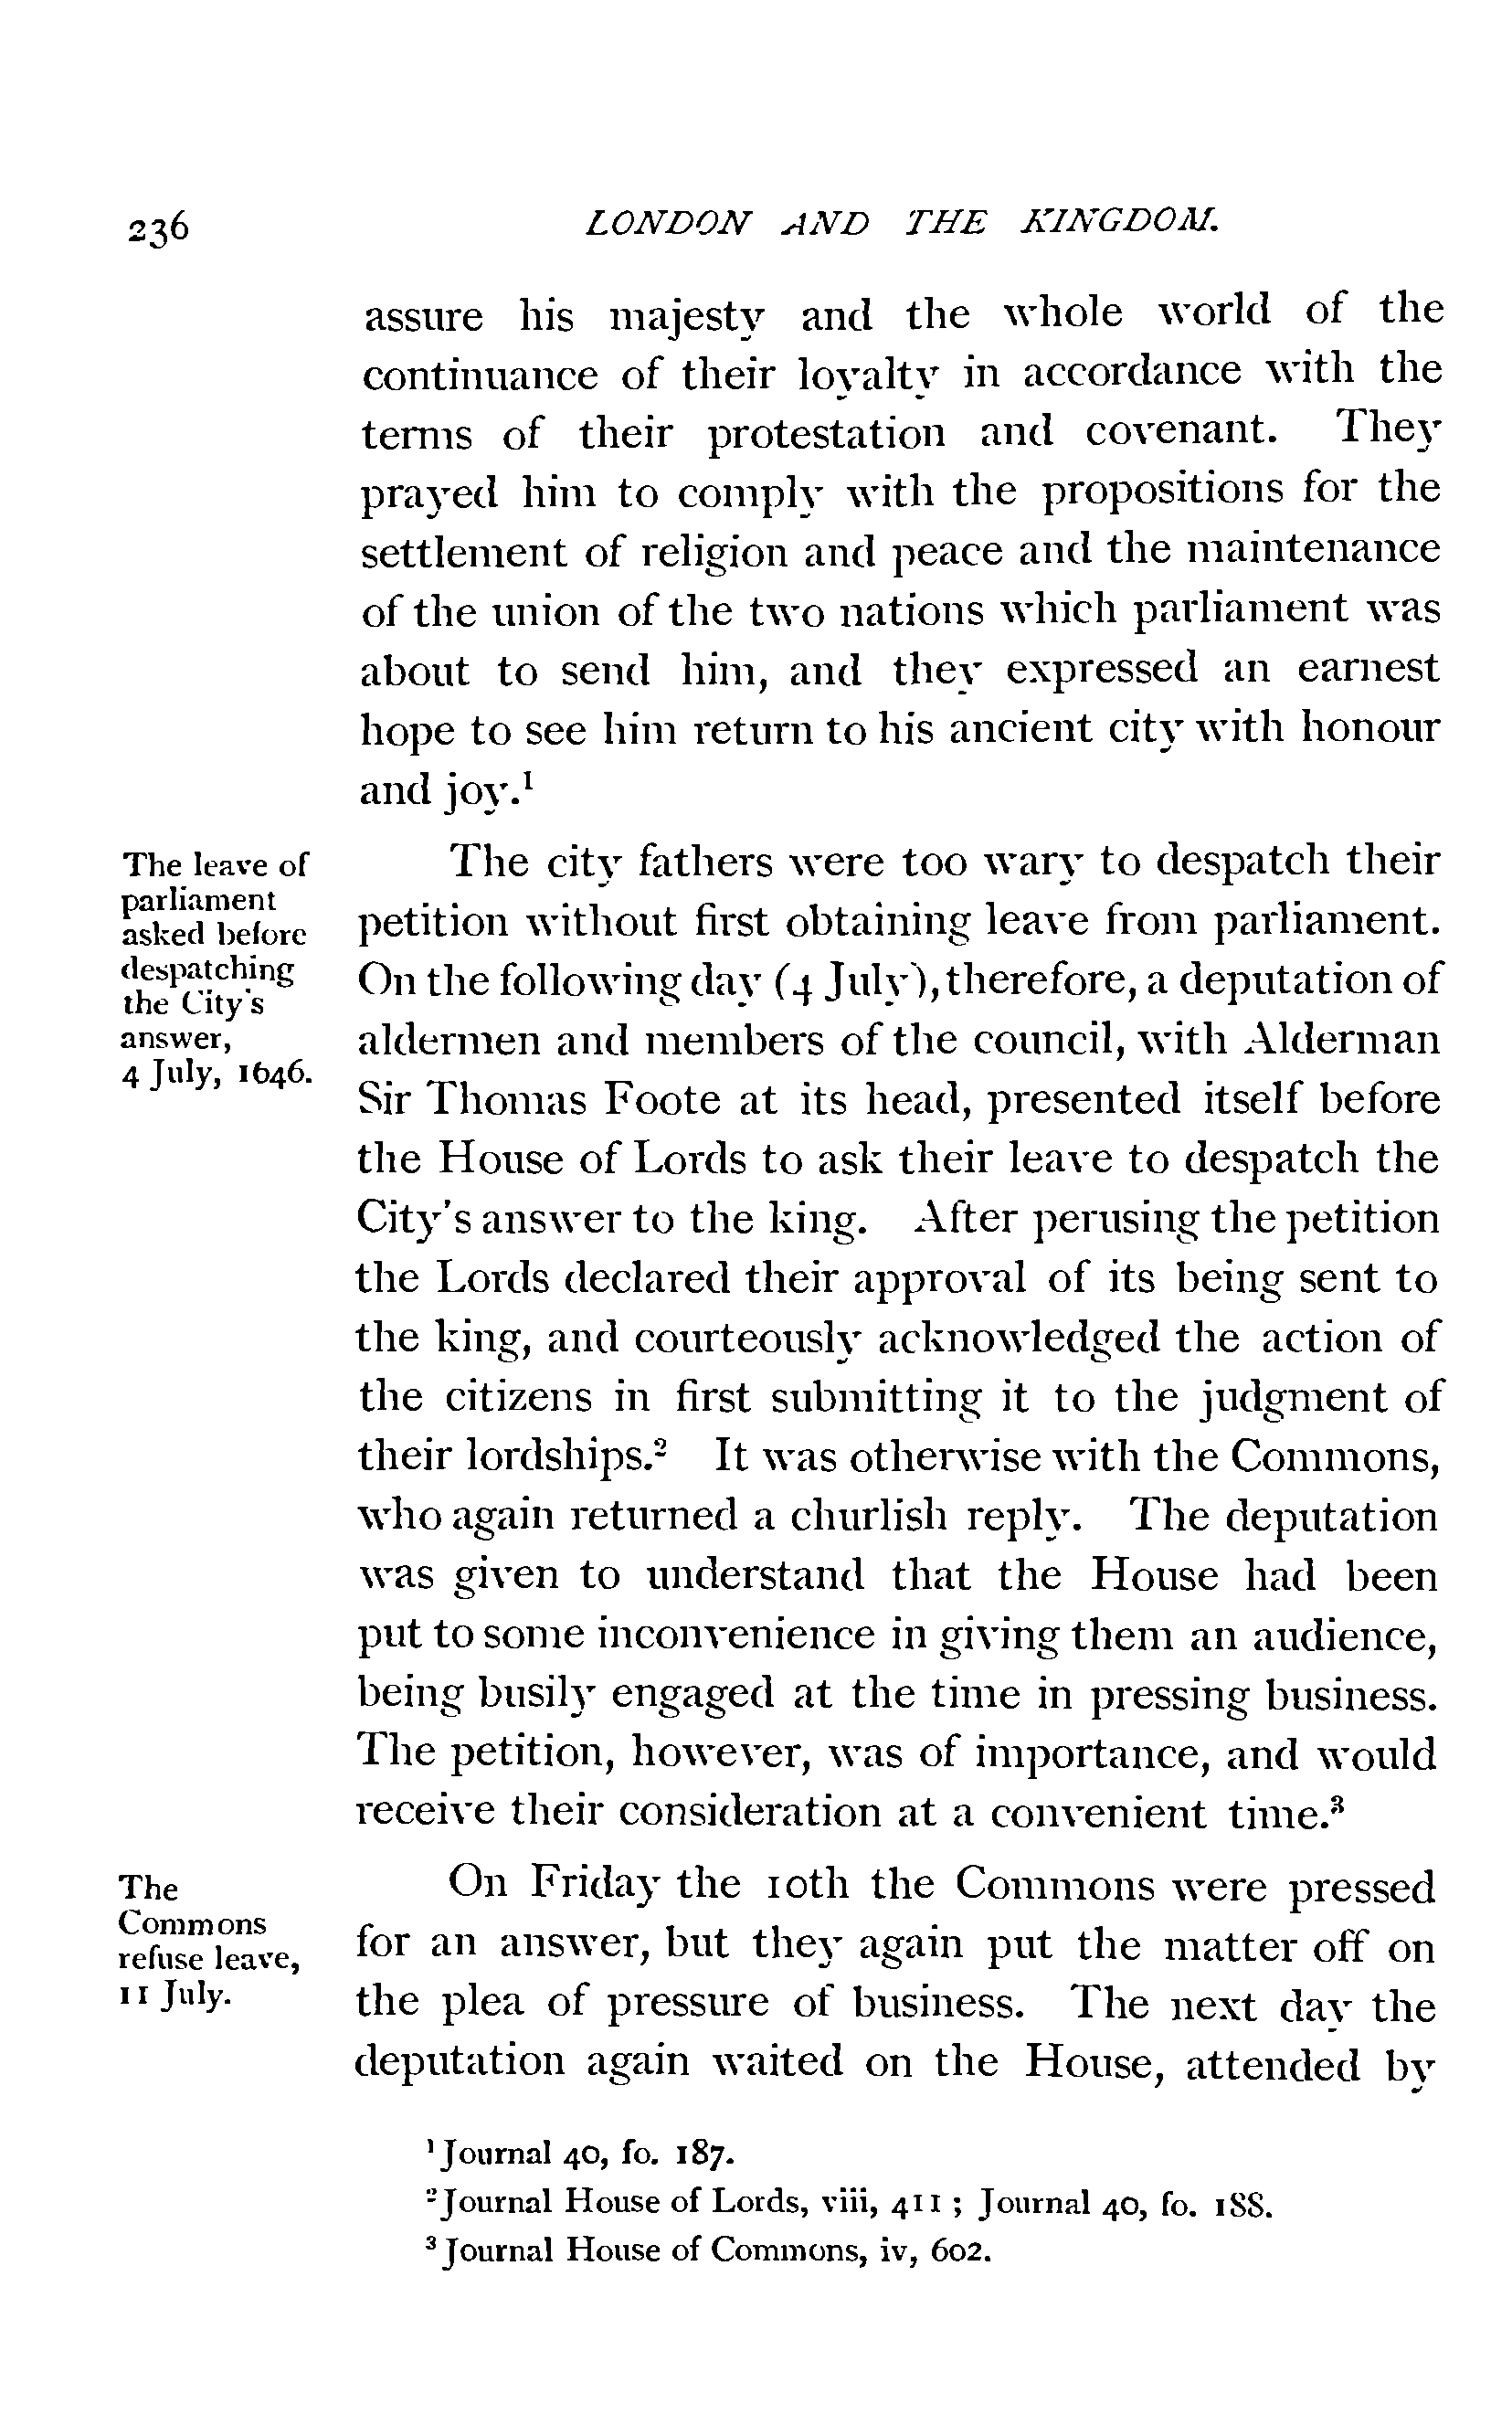 236 LONDON AND THE KINGDOM.
assure his majesty and the whole world of the
continuance of their loyalty in accordance with the
terms of their protestation and covenant. They
prayed him to comply with the propositions for the
settlement of religion and peace and the maintenance
of the union of the two nations which parliament was
about to send him, and they expressed an earnest
hope to see him return to his ancient city with honour
and joy.¹
The leave of
parliament
asked before
despatching
the City's
answer,
4 July, 1646.
The city fathers were too wary to despatch their
petition without first obtaining leave from parliament.
On the following day (4 July), therefore, a deputation of
aldermen and members of the council, with Alderman
Sir Thomas Foote at its head, presented itself before
the House of Lords to ask their leave to despatch the
City's answer to the king. After perusing the petition
the Lords declared their approval of its being sent to
the king, and courteously acknowledged the action of
the citizens in first submitting it to the judgment of
their lordships.² It was otherwise with the Commons,
who again returned a churlish reply. The deputation
was given to understand that the House had been
put to some inconvenience in giving them an audience,
being busily engaged at the time in pressing business.
The petition, however, was of importance, and would
receive their consideration at a convenient time.³
The
Commons
refuse leave,
11 July.
On Friday the 10th the Commons were pressed
for an answer, but they again put the matter off on
the plea of pressure of business. The next day the
deputation again waited on the House, attended by
¹ Journal 40, fo. 187.
² Journal House of Lords, viii, 411 ; Journal 40, fo. 188.
³ Journal House of Commons, iv, 602.